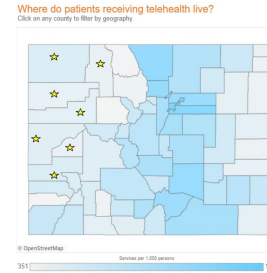 Where do patients receiving telehealth live?
Click on any county to filter by geography.
© OpenStreetMap
Services per 1,000 persons
351